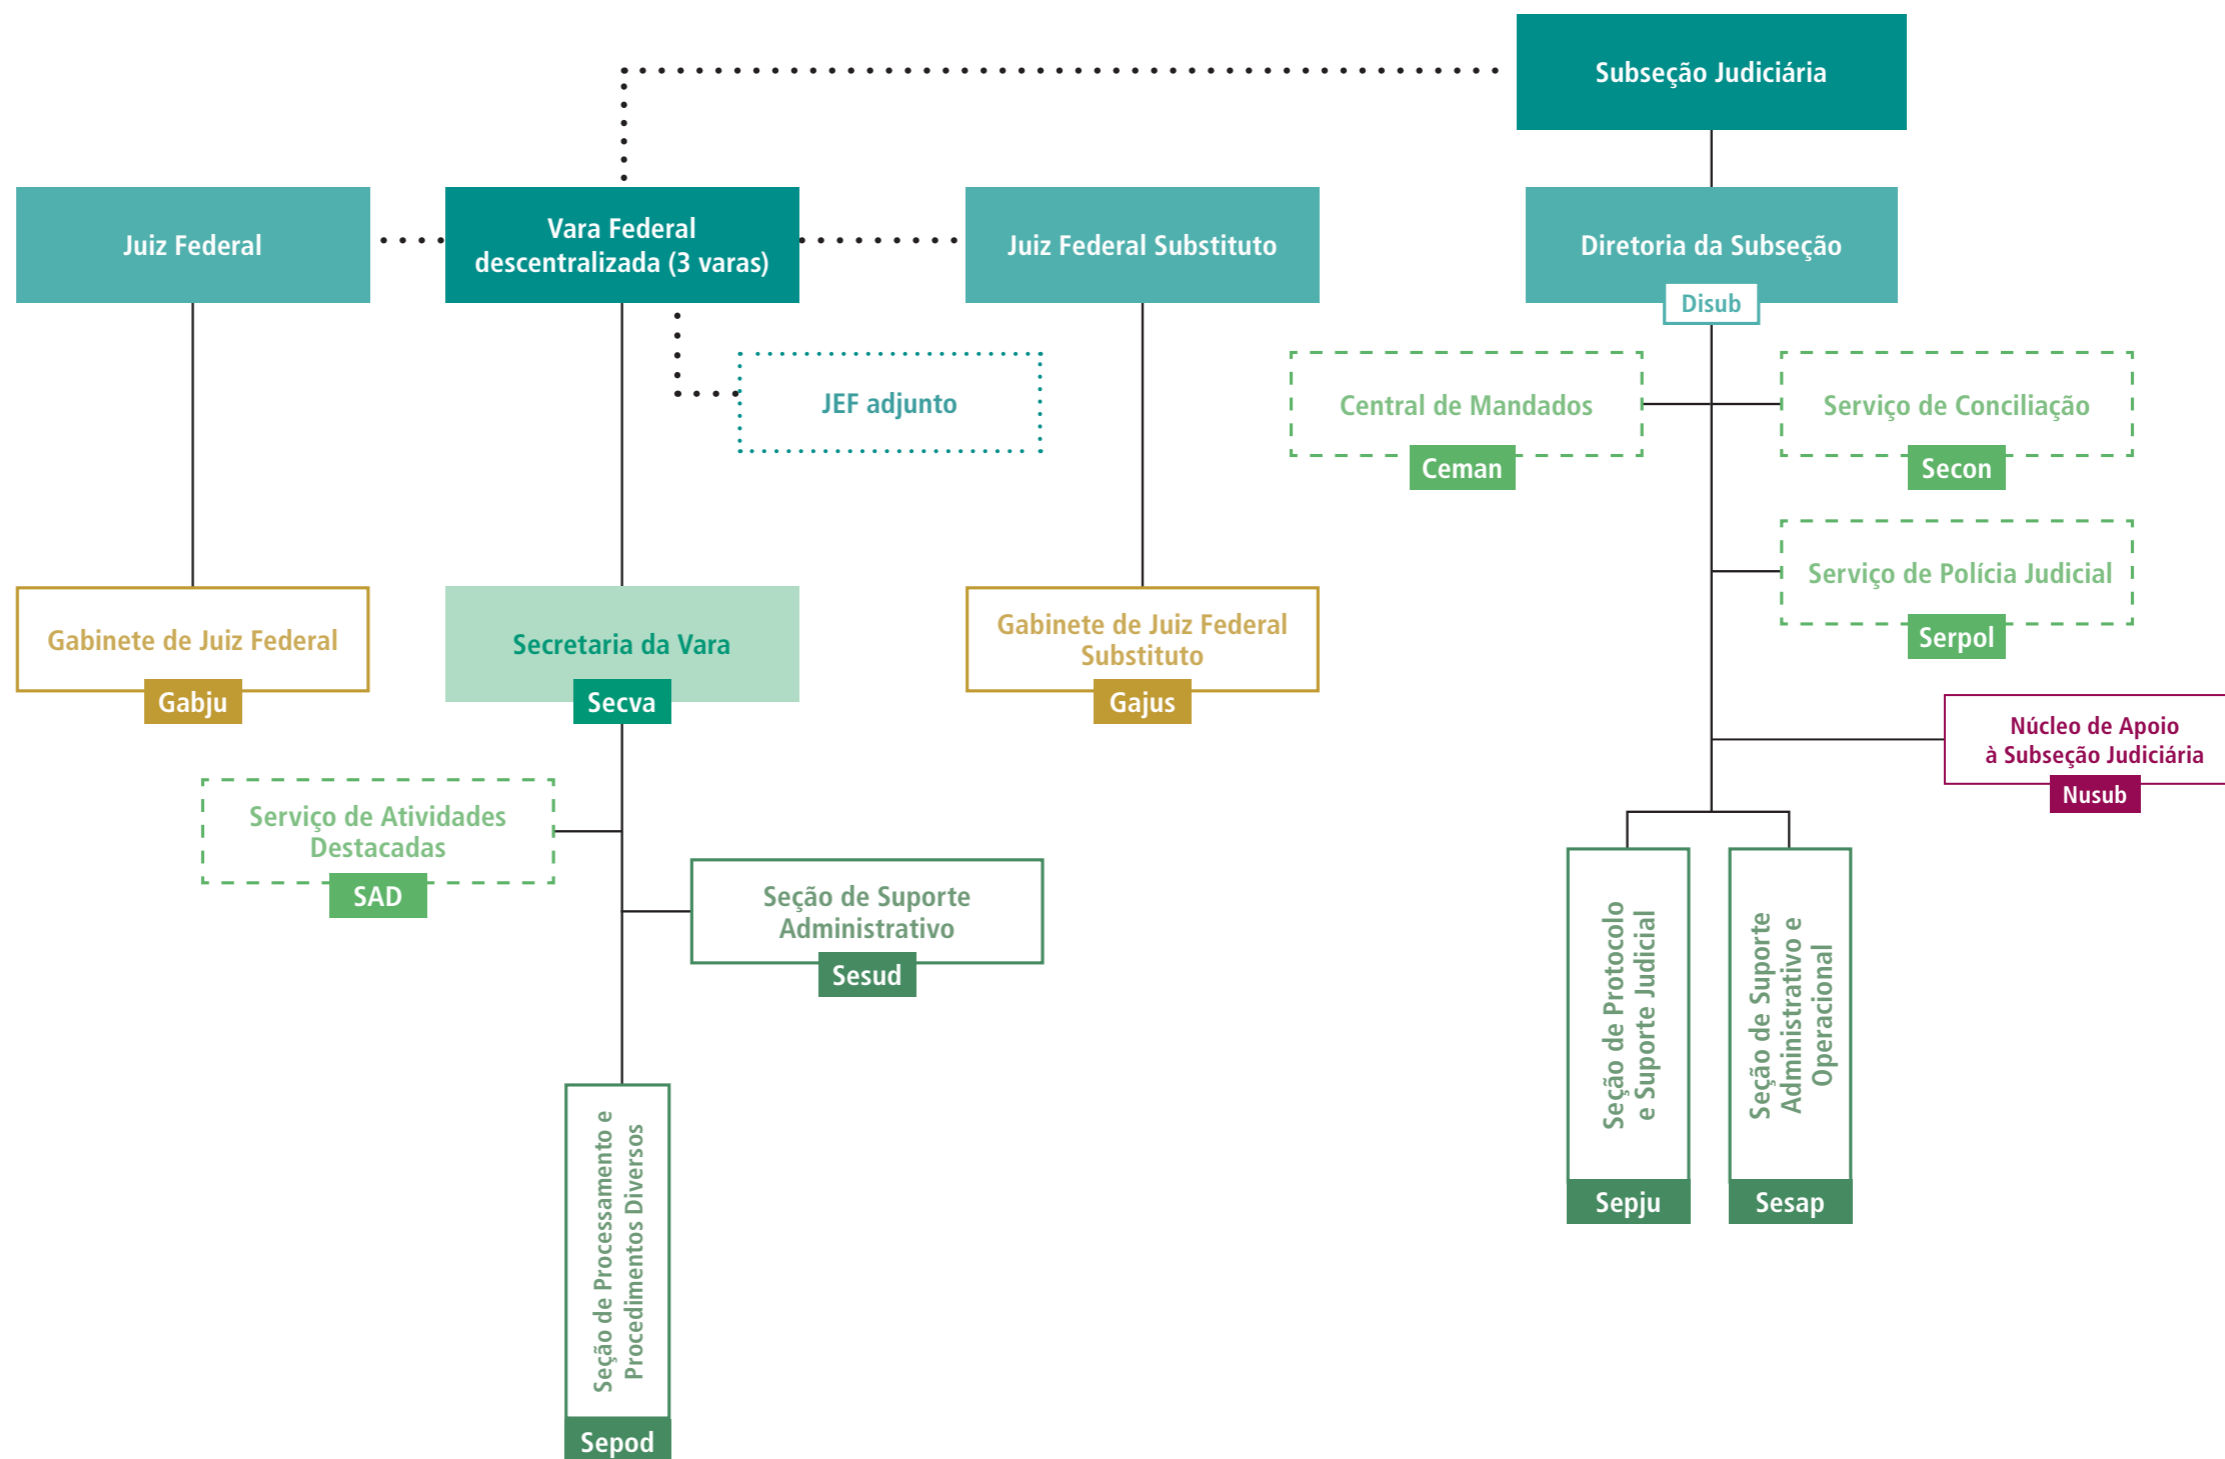 Subseção Judiciária
Juiz Federal
Vara Federal
descentralizada (3 varas)
Juiz Federal Substituto
Diretoria da Subseção
Disub
JEF adjunto
Central de Mandados
Ceman
Serviço de Conciliação
Secon
Serviço de Polícia Judicial
Serpol
Gabinete de Juiz Federal
Gabju
Secretaria da Vara
Secva
Gabinete de Juiz Federal
Substituto
Gajus
Núcleo de Apoio
à Subseção Judiciária
Nusub
Serviço de Atividades
Destacadas
SAD
Seção de Suporte
Administrativo
Sesud
Seção de Protocolo
e Suporte Judicial
Sepju
Seção de Suporte
Administrativo e
Operacional
Sesap
Seção de Processamento e
Procedimentos Diversos
Sepod